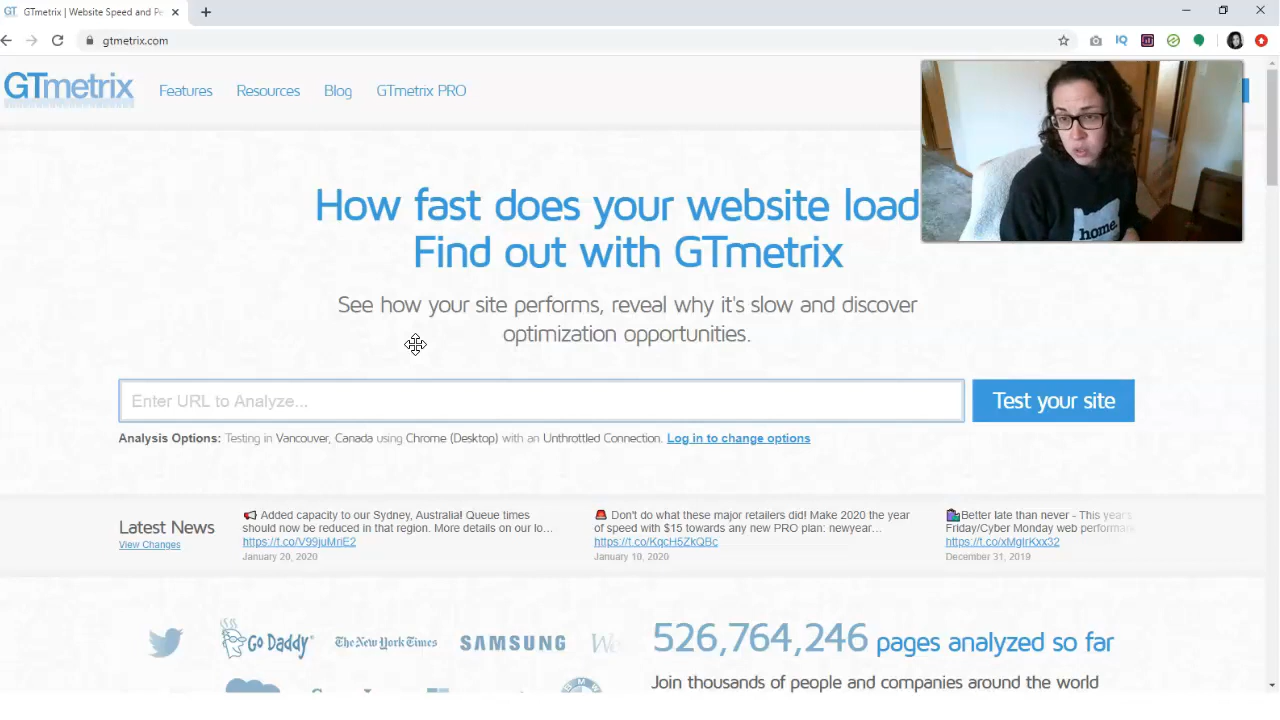 GTmetrix | Website Speed and Pe
gtmetrix.com
GTmetrix
Features
Resources
Blog
GTmetrix PRO
home.
How fast does your website load
Find out with GTmetrix
See how your site performs, reveal why it's slow and discover
optimization opportunities.
Enter URL to Analyze...
Test your site
Analysis Options: Testing in Vancouver, Canada using Chrome (Desktop) with an Unthrottled Connection. Log in to change options
Latest News
View Changes
Added capacity to our Sydney, Australia! Queue times
should now be reduced in that region. More details on our lo...
https://t.co/V99juMriE2
January 20, 2020
Don't do what these major retailers did! Make 2020 the year
of speed with $15 towards any new PRO plan: newyear...
https://t.co/KqcH5ZkQBc
January 10, 2020
Better late than never - This year's
Friday/Cyber Monday web performan
https://t.co/xMgIrKxx32
December 31, 2019
Go Daddy
The New York Times
SAMSUNG
We
526,764,246 pages analyzed so far
Join thousands of people and companies around the world